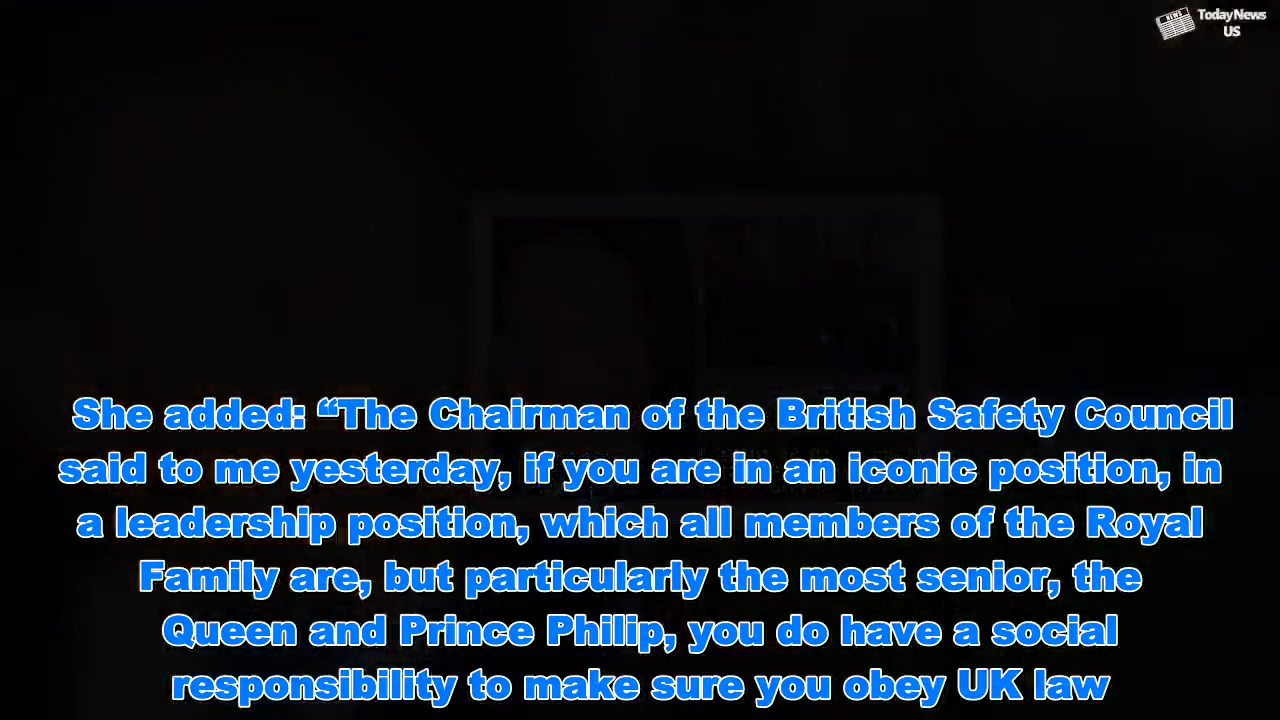 NEWS
TodayNews
US
She added: “The Chairman of the British Safety Council
said to me yesterday, if you are in an iconic position, in
a leadership position, which all members of the Royal
Family are, but particularly the most senior, the
Queen and Prince Philip, you do have a social
responsibility to make sure you obey UK law